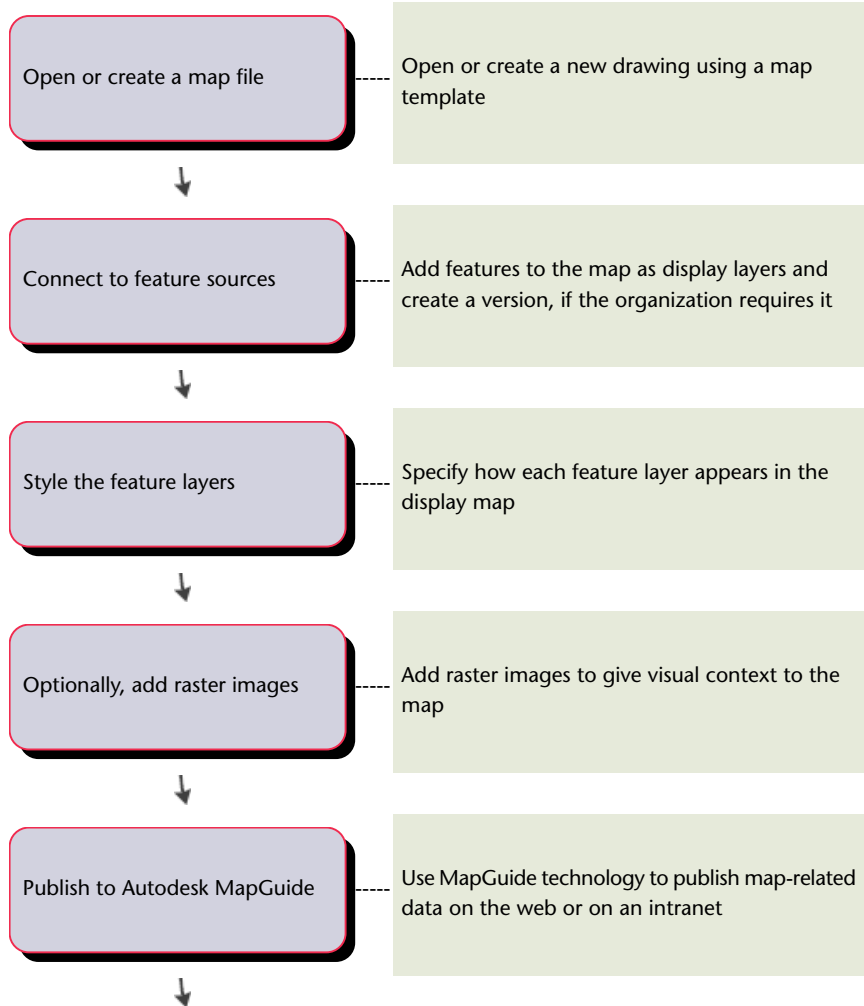 Open or create a map file
Open or create a new drawing using a map
template
Connect to feature sources
Add features to the map as display layers and
create a version, if the organization requires it
Style the feature layers
Specify how each feature layer appears in the
display map
Optionally, add raster images
Add raster images to give visual context to the
map
Publish to Autodesk MapGuide
Use MapGuide technology to publish map-related
data on the web or on an intranet